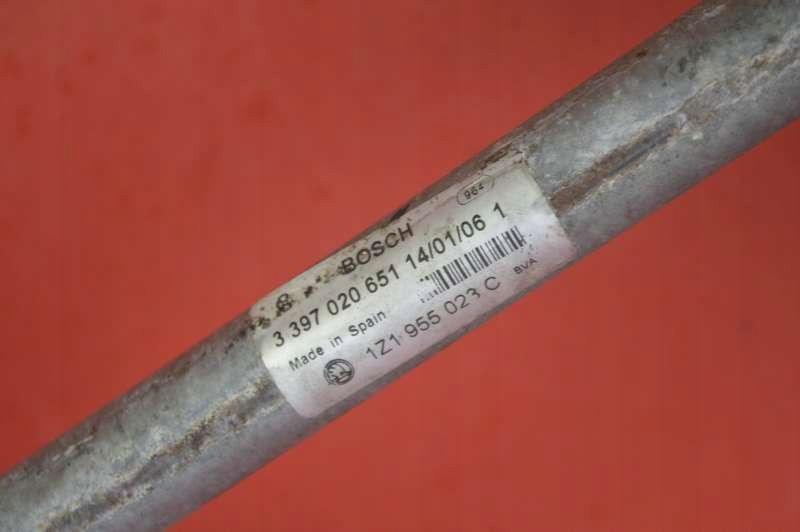 964
BOSCH
3 397 020 651 14/01/06 1
Made in Spain
1Z1 955 023 C BVA